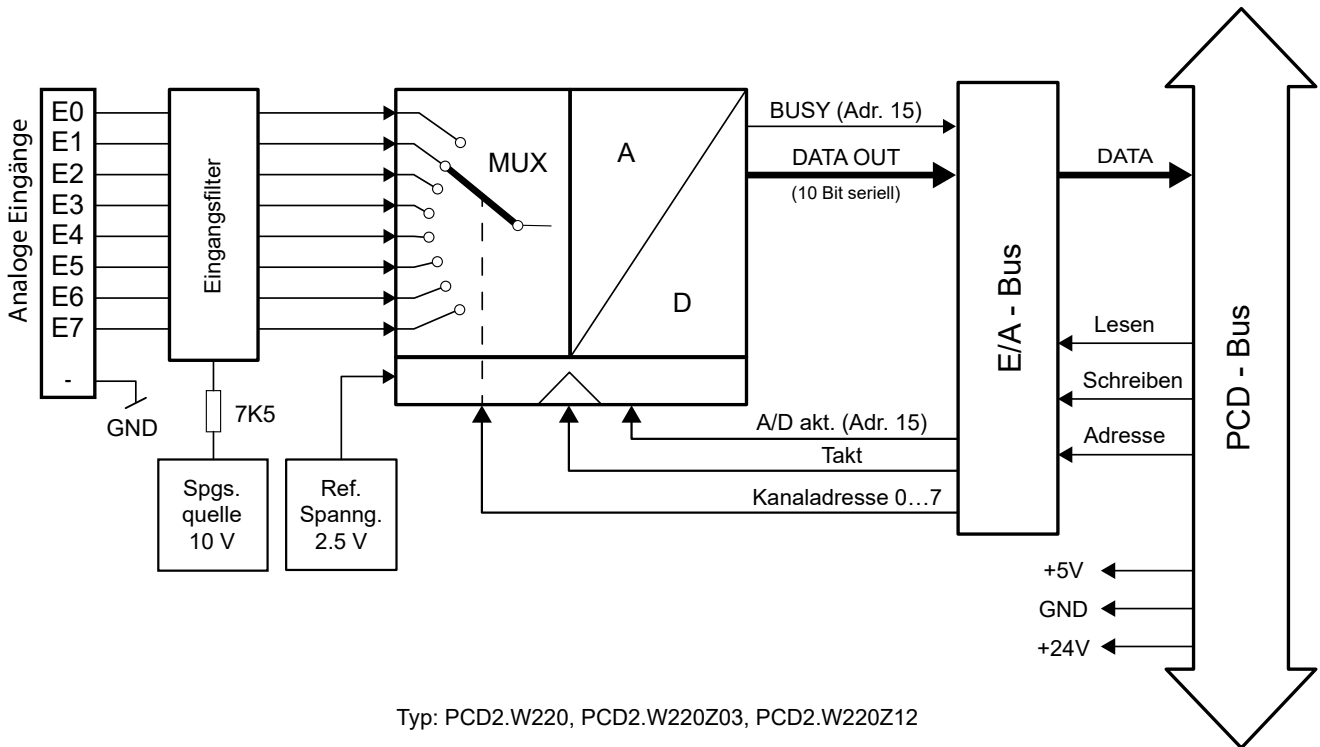 Analoge Eingänge
E0
E1
E2
E3
E4
E5
E6
E7
-
GND
Eingangsfilter
7K5
Spgs.
quelle
10 V
Ref.
Spanng.
2.5 V
MUX
A
D
BUSY (Adr. 15)
DATA OUT
(10 Bit seriell)
A/D akt. (Adr. 15)
Takt
Kanaladresse 0…7
E/A - Bus
DATA
Lesen
Schreiben
Adresse
+5V
GND
+24V
PCD - Bus
Typ: PCD2.W220, PCD2.W220Z03, PCD2.W220Z12